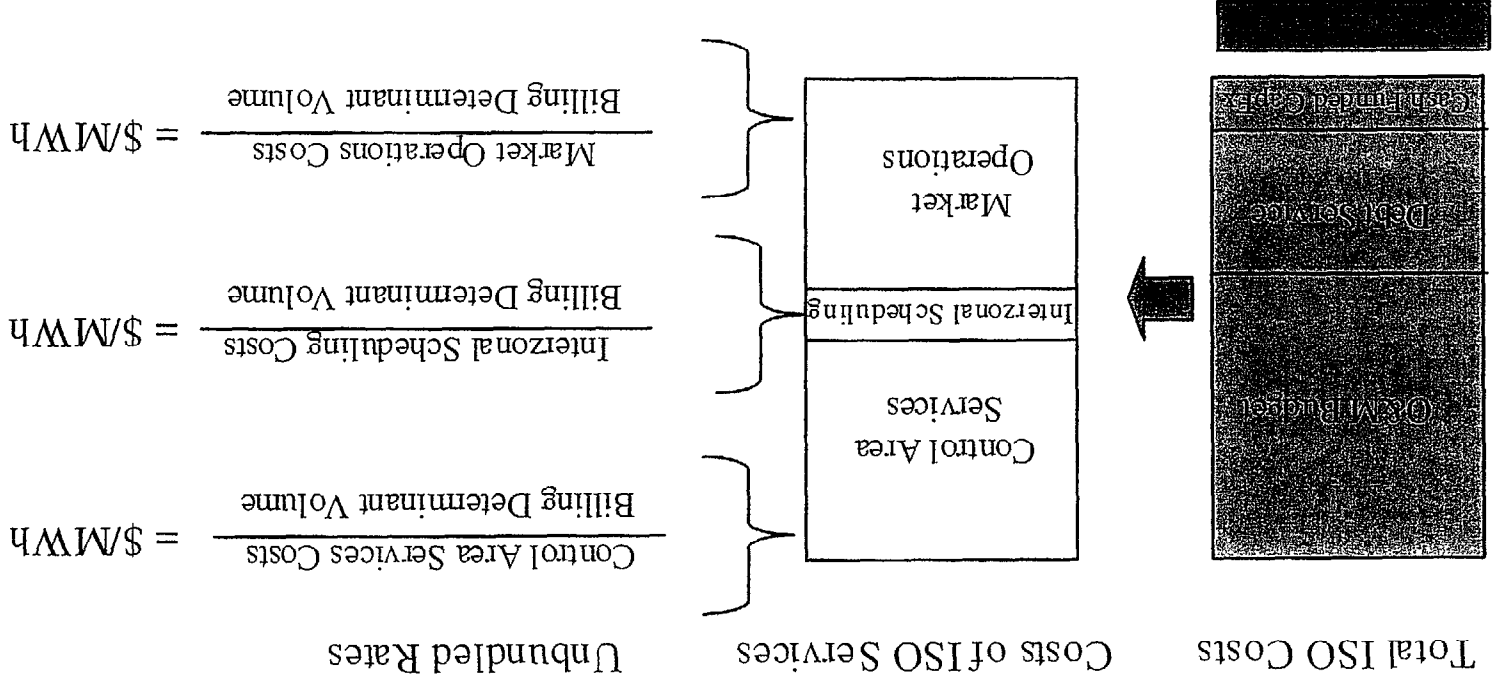 Total ISO Costs
Costs of ISO Services
Unbundled Rates
O&M Budget
Debt Service
Cash Funded CapEx
Control Area
Services
Interzonal Scheduling
Market
Operations
Control Area Services Costs
Billing Determinant Volume
= $/MWh
Interzonal Scheduling Costs
Billing Determinant Volume
= $/MWh
Market Operations Costs
Billing Determinant Volume
= $/MWh